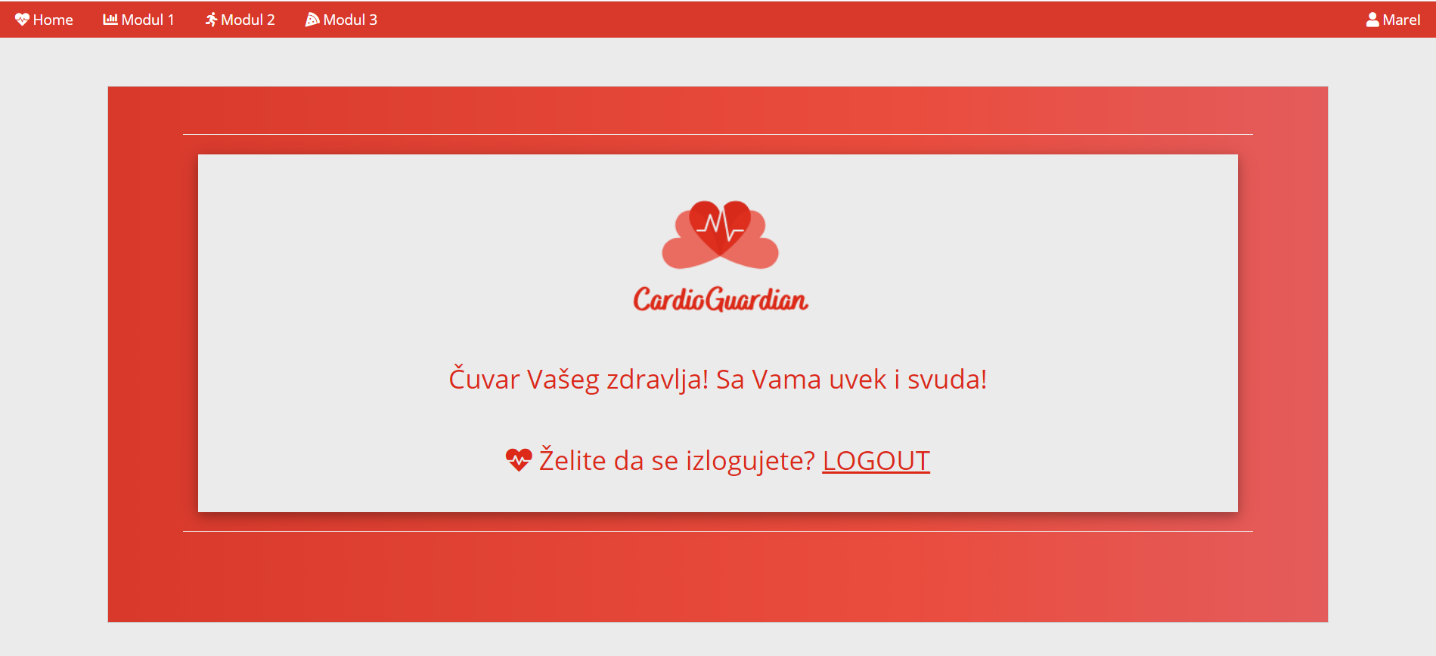 Home Modul 1 Modul 2 Modul 3 Marel
CardioGuardian
Čuvar Vašeg zdravlja! Sa Vama uvek i svuda!
Želite da se izlogujete? LOGOUT